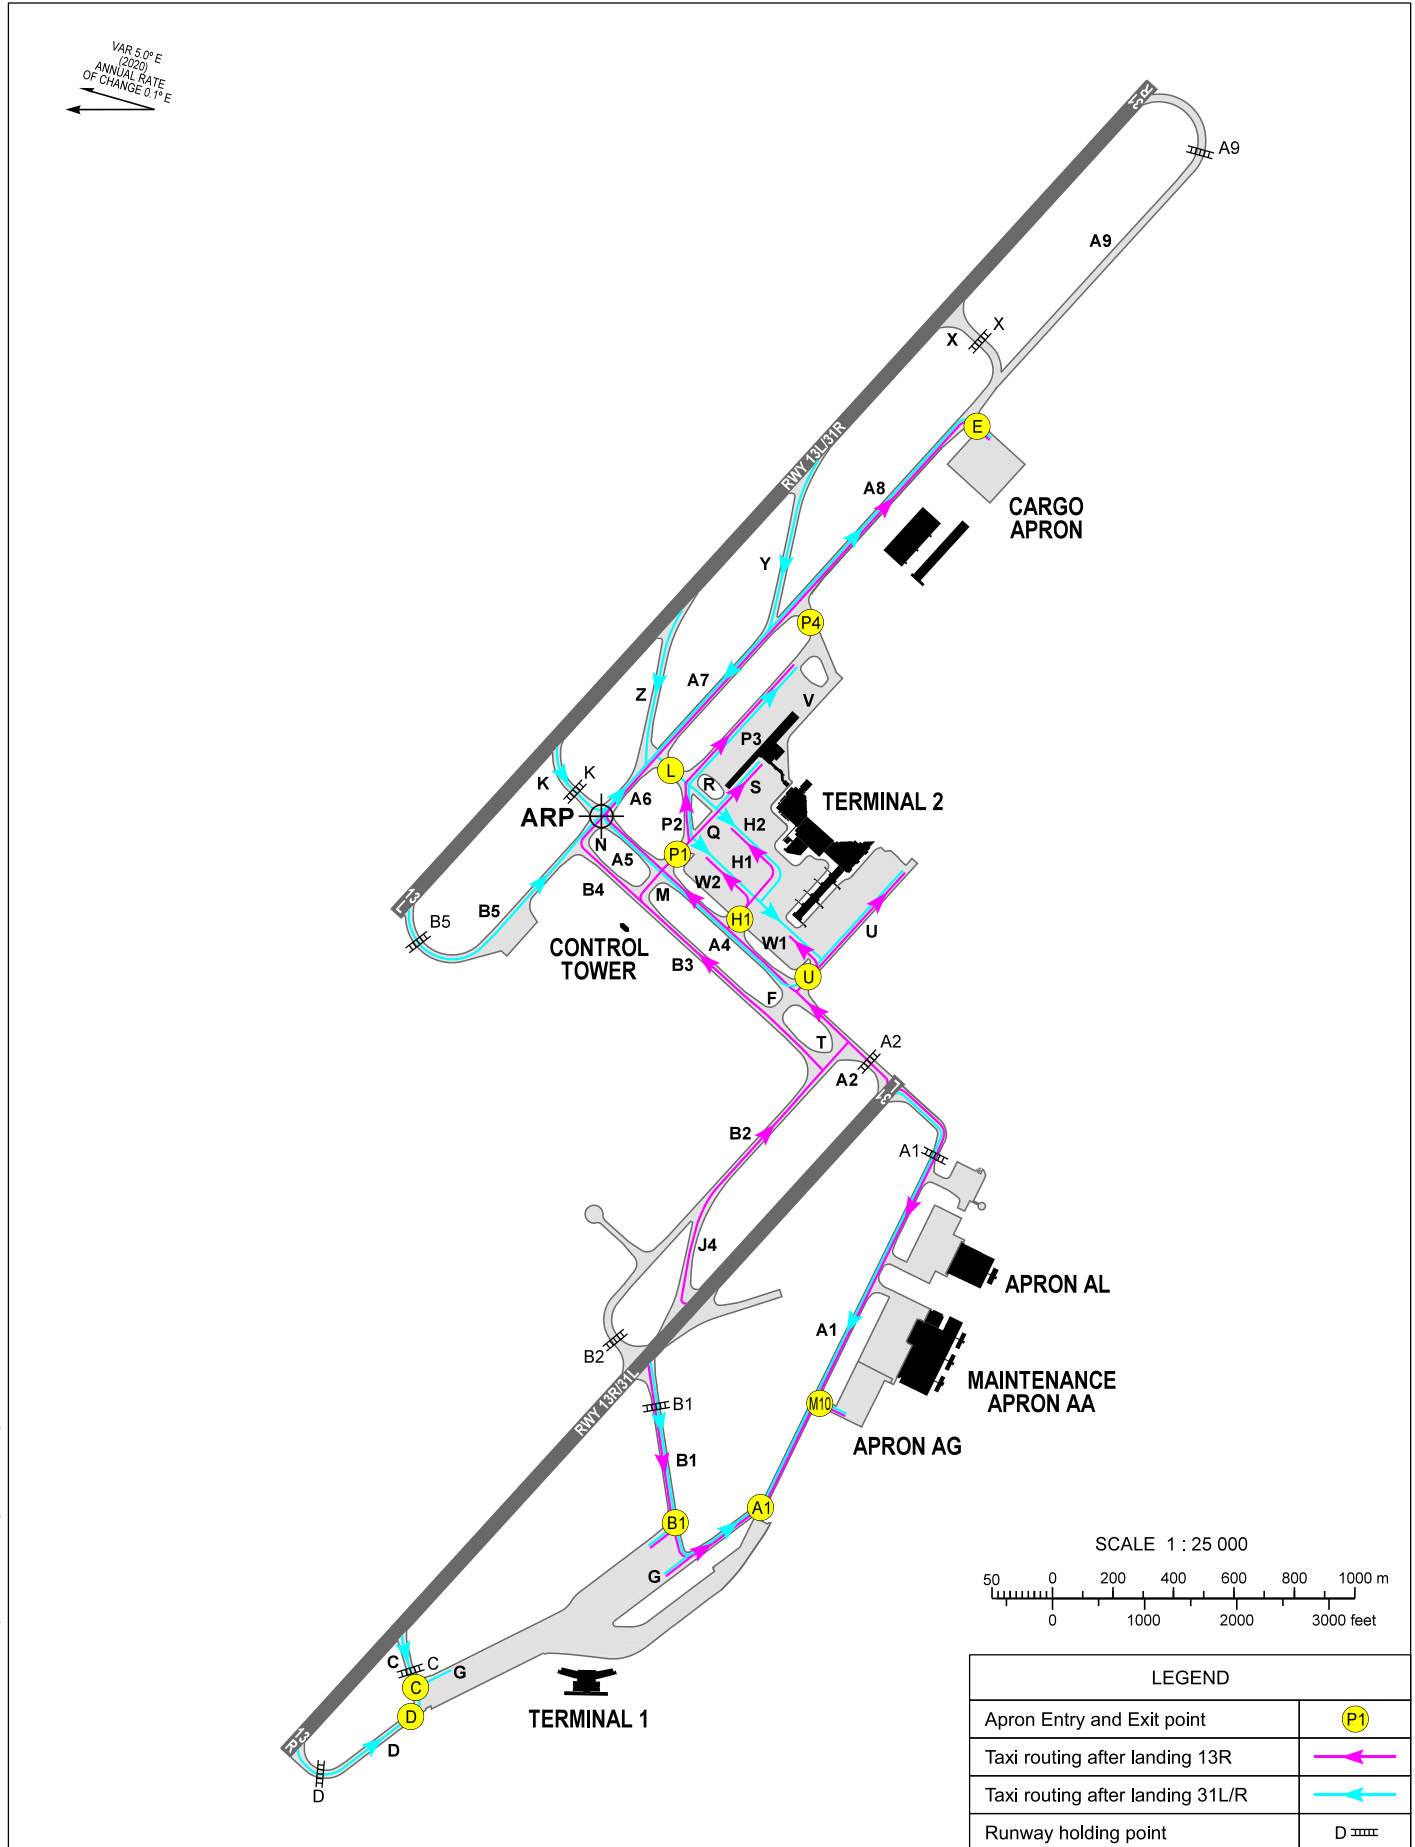 VAR 5.0° E
(2020)
ANNUAL RATE
OF CHANGE 0.1° E
31
R
A9
A9
X
X
E
CARGO
APRON
RWY 13L/31R
A8
Y
P4
A7
Z
V
P3
L
K
K
R
S
TERMINAL 2
A6
ARP
P2
Q
H2
N
P1
A5
H1
B4
W2
M
13
L
B5
B5
H1
CONTROL
TOWER
A4
W1
U
B3
U
F
T
A2
A2
31
L
B2
A1
J4
APRON AL
A1
B2
RWY 13R/31L
MAINTENANCE
APRON AA
B1
M10
APRON AG
B1
A1
B1
G
SCALE 1 : 25 000
50 0 200 400 600 800 1000 m
0 1000 2000 3000 feet
C
C
G
C
D
TERMINAL 1
13
R
D
D
LEGEND
Apron Entry and Exit point P1
Taxi routing after landing 13R
Taxi routing after landing 31L/R
Runway holding point D